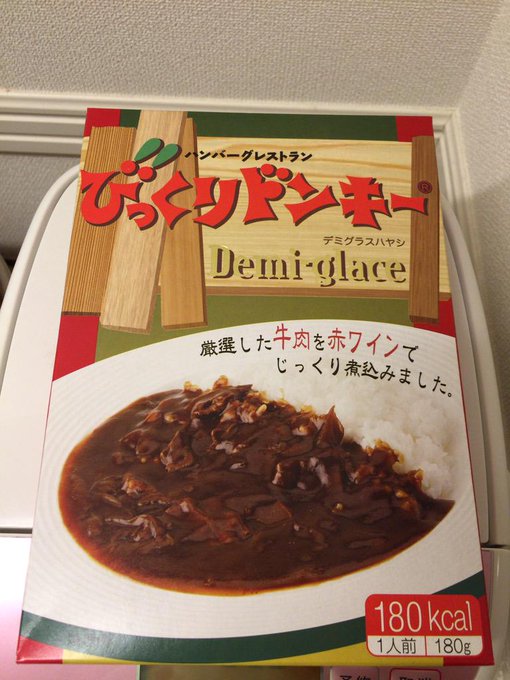 ハンバーグレストラン
びっくりドンキー®
デミグラスハヤシ
Demi-glace
厳選した牛肉を赤ワインで
じっくり煮込みました。
180kcal
1人前 180g